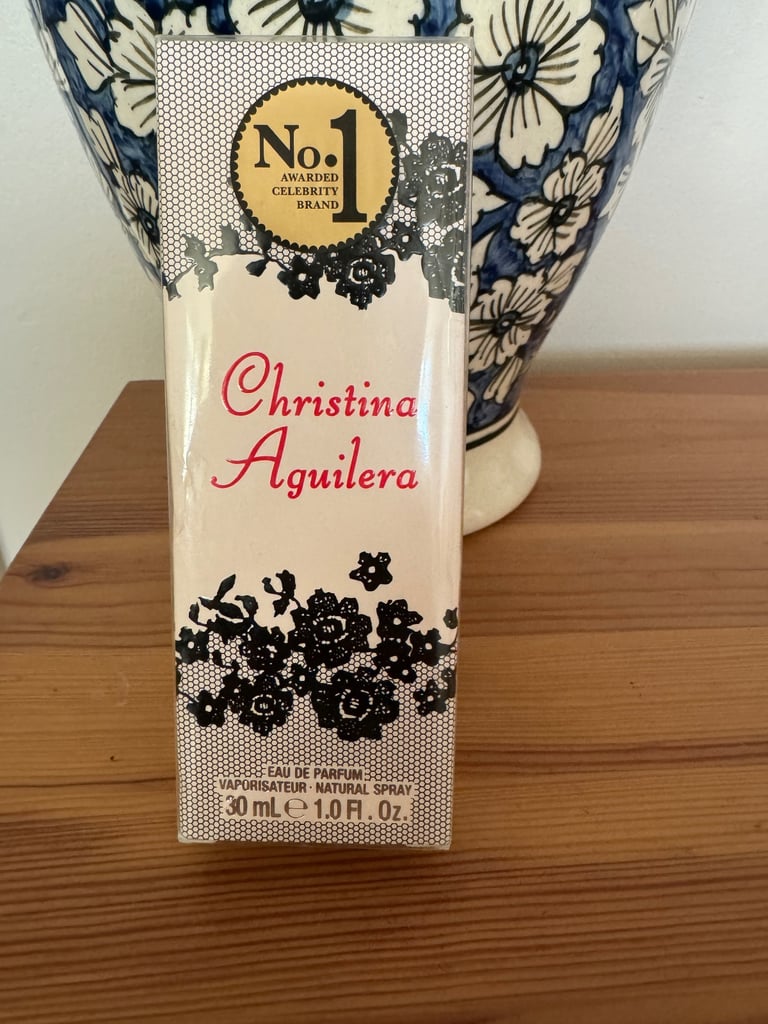 No.1
AWARDED
CELEBRITY
BRAND
Christina
Aguilera
EAU DE PARFUM
VAPORISATEUR · NATURAL SPRAY
30 mL ℮ 1.0 Fl. Oz.